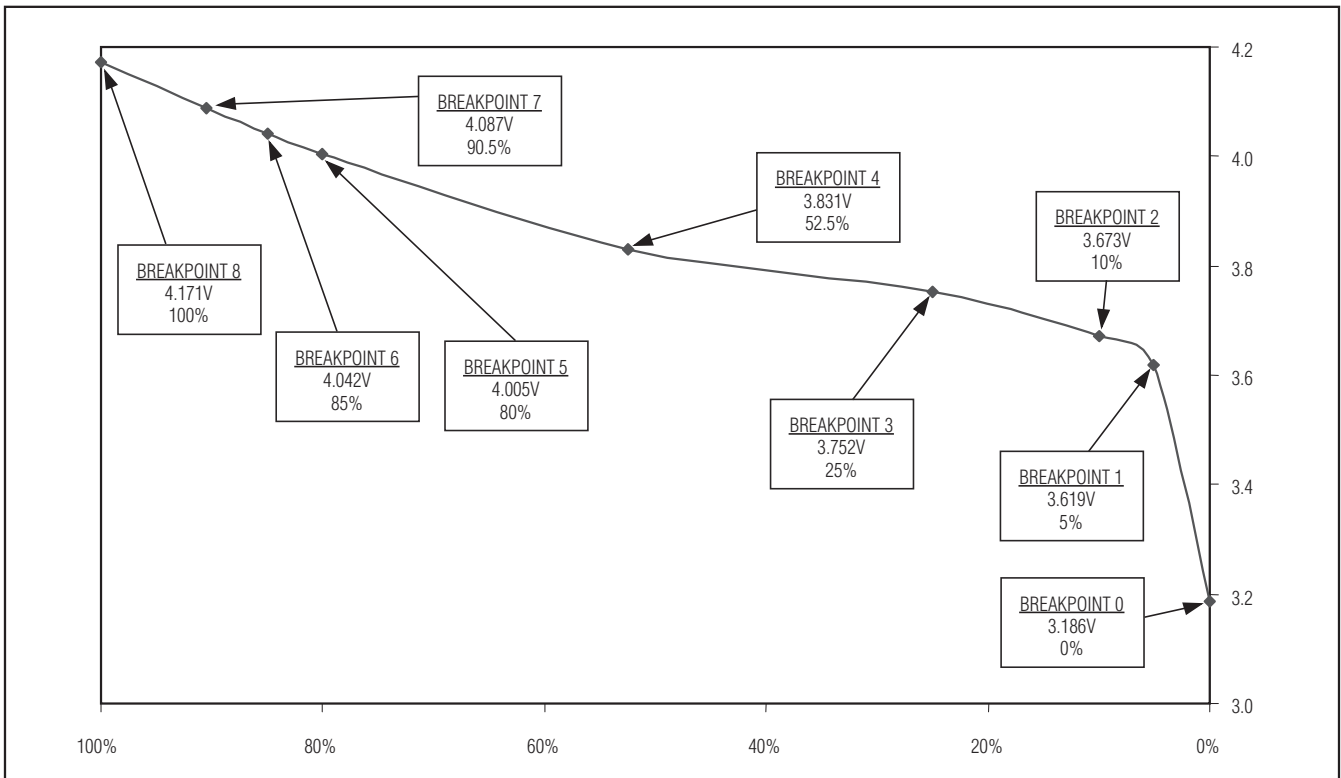 4.2
BREAKPOINT 7
4.087V
90.5%
4.0
BREAKPOINT 4
3.831V
52.5%
BREAKPOINT 2
3.673V
10%
BREAKPOINT 8
4.171V
100%
3.8
BREAKPOINT 6
4.042V
85%
BREAKPOINT 5
4.005V
80%
3.6
BREAKPOINT 3
3.752V
25%
BREAKPOINT 1
3.619V
5%
3.4
BREAKPOINT 0
3.186V
0%
3.2
3.0
100% 80% 60% 40% 20% 0%